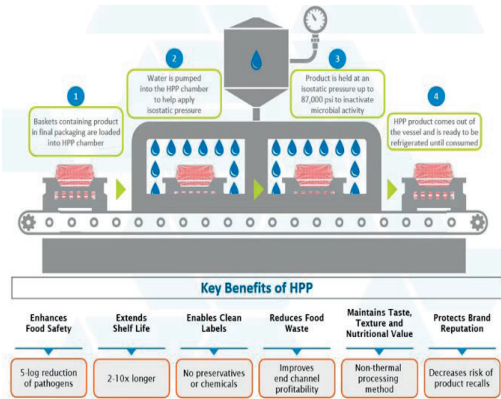 1
Baskets containing product
in final packaging are loaded
into HPP chamber
2
Water is pumped
into the HPP chamber
to help apply
isostatic pressure
3
Product is held at an
isostatic pressure up to
87,000 psi to inactivate
microbial activity
4
HPP product comes out of
the vessel and is ready to be
refrigerated until consumed
Key Benefits of HPP
Enhances
Food Safety
5-log reduction
of pathogens
Extends
Shelf Life
2-10x longer
Enables Clean
Labels
No preservatives
or chemicals
Reduces Food
Waste
Improves
end channel
profitability
Maintains Taste,
Texture and
Nutritional Value
Non-thermal
processing
method
Protects Brand
Reputation
Decreases risk of
product recalls